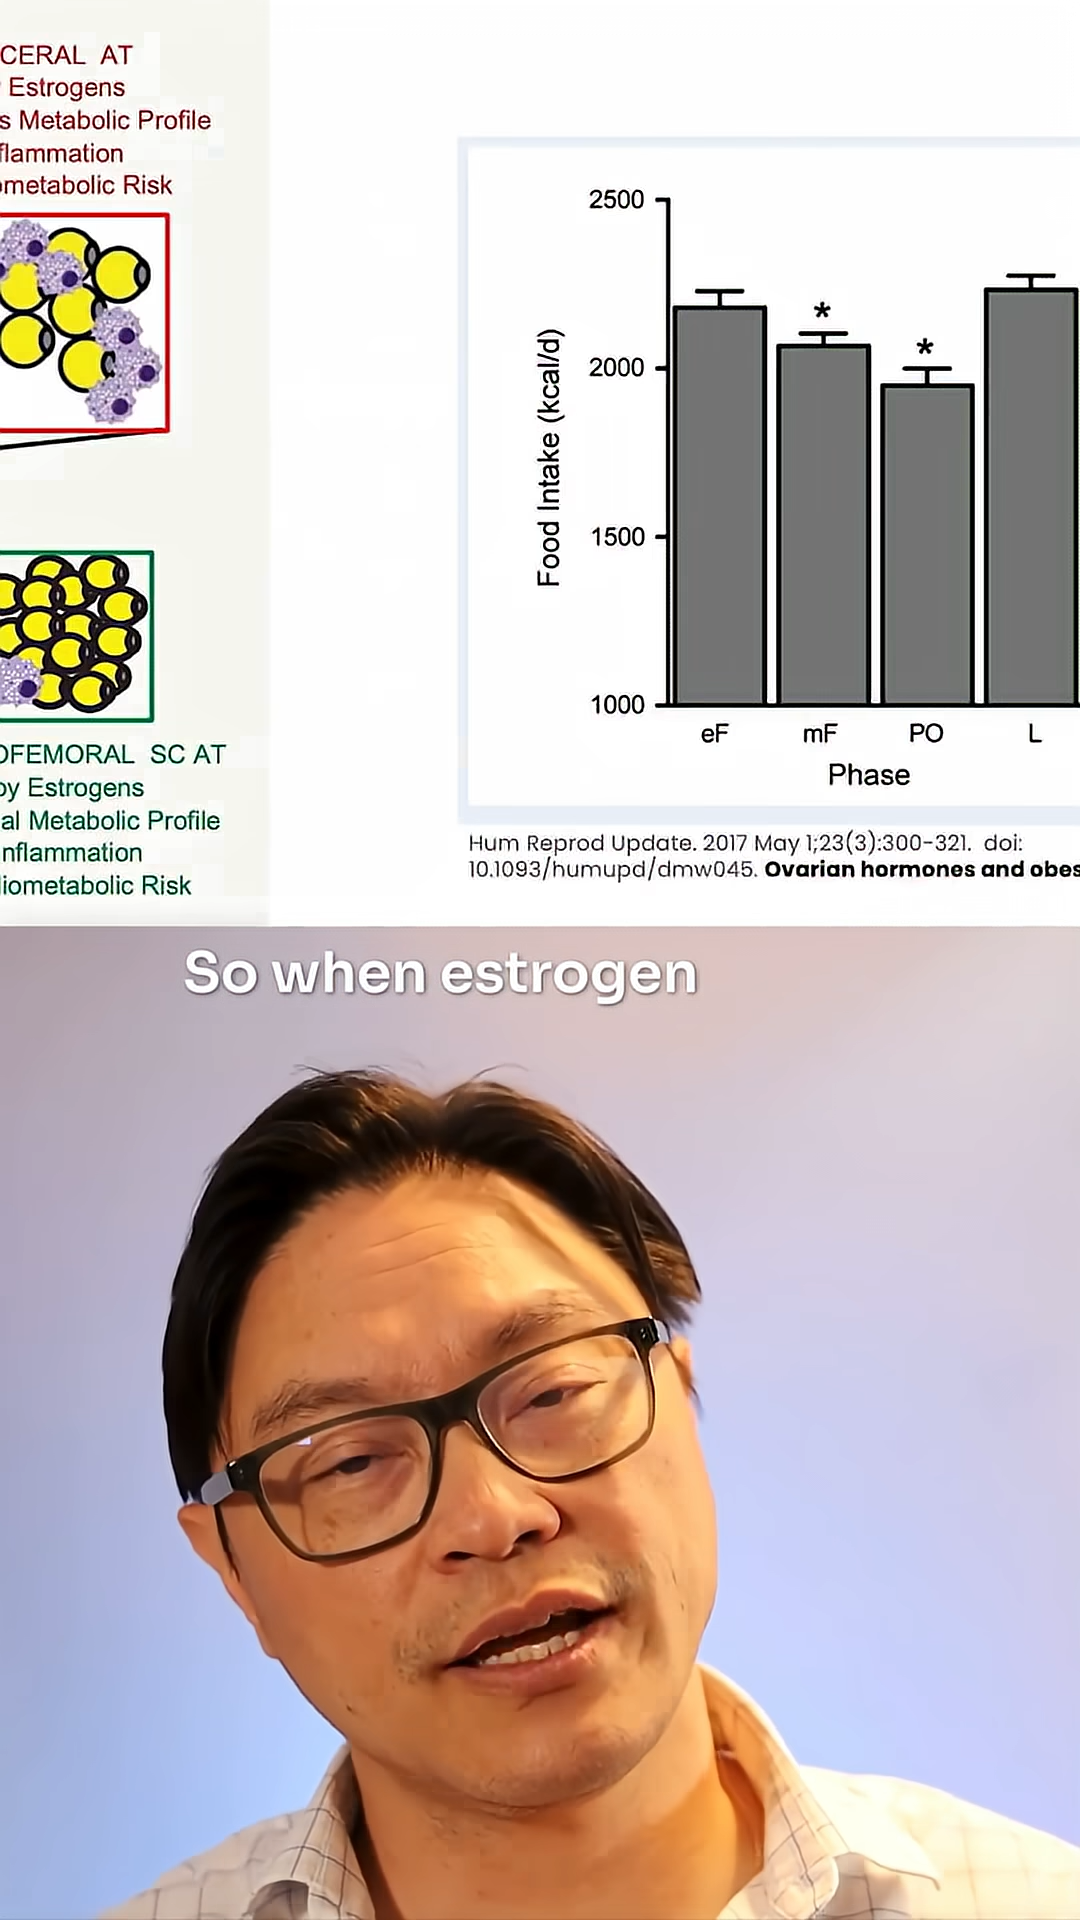 CERAL AT
Estrogens
s Metabolic Profile
flammation
ometabolic Risk
OFEMORAL SC AT
by Estrogens
al Metabolic Profile
nflammation
liometabolic Risk
2500
2000
1500
1000
Food Intake (kcal/d)
*
*
eF mF PO L
Phase
Hum Reprod Update. 2017 May 1;23(3):300-321. doi:
10.1093/humupd/dmw045. Ovarian hormones and obes
So when estrogen